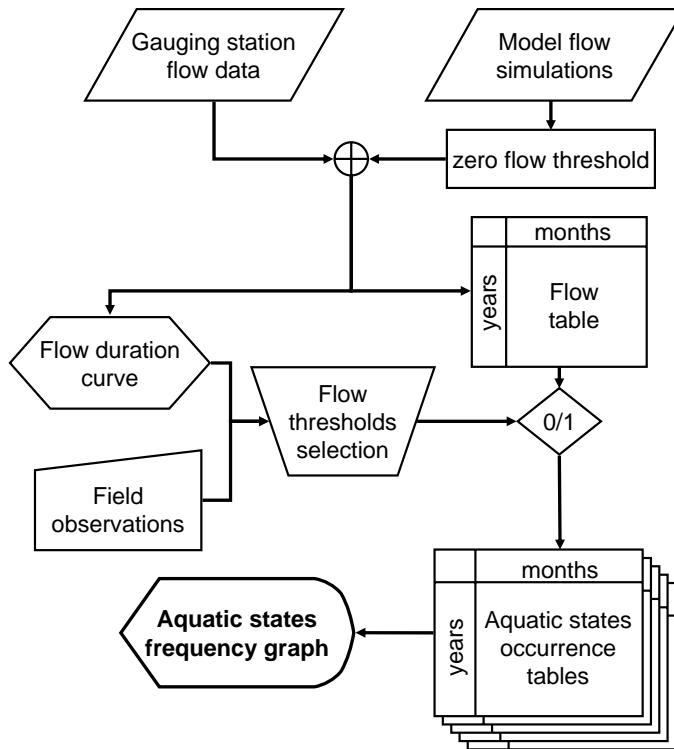 Gauging station
flow data
Model flow
simulations
zero flow threshold
months
years
Flow
table
Flow duration
curve
Flow
thresholds
selection
0/1
Field
observations
months
years
Aquatic states
occurrence
tables
Aquatic states
frequency graph